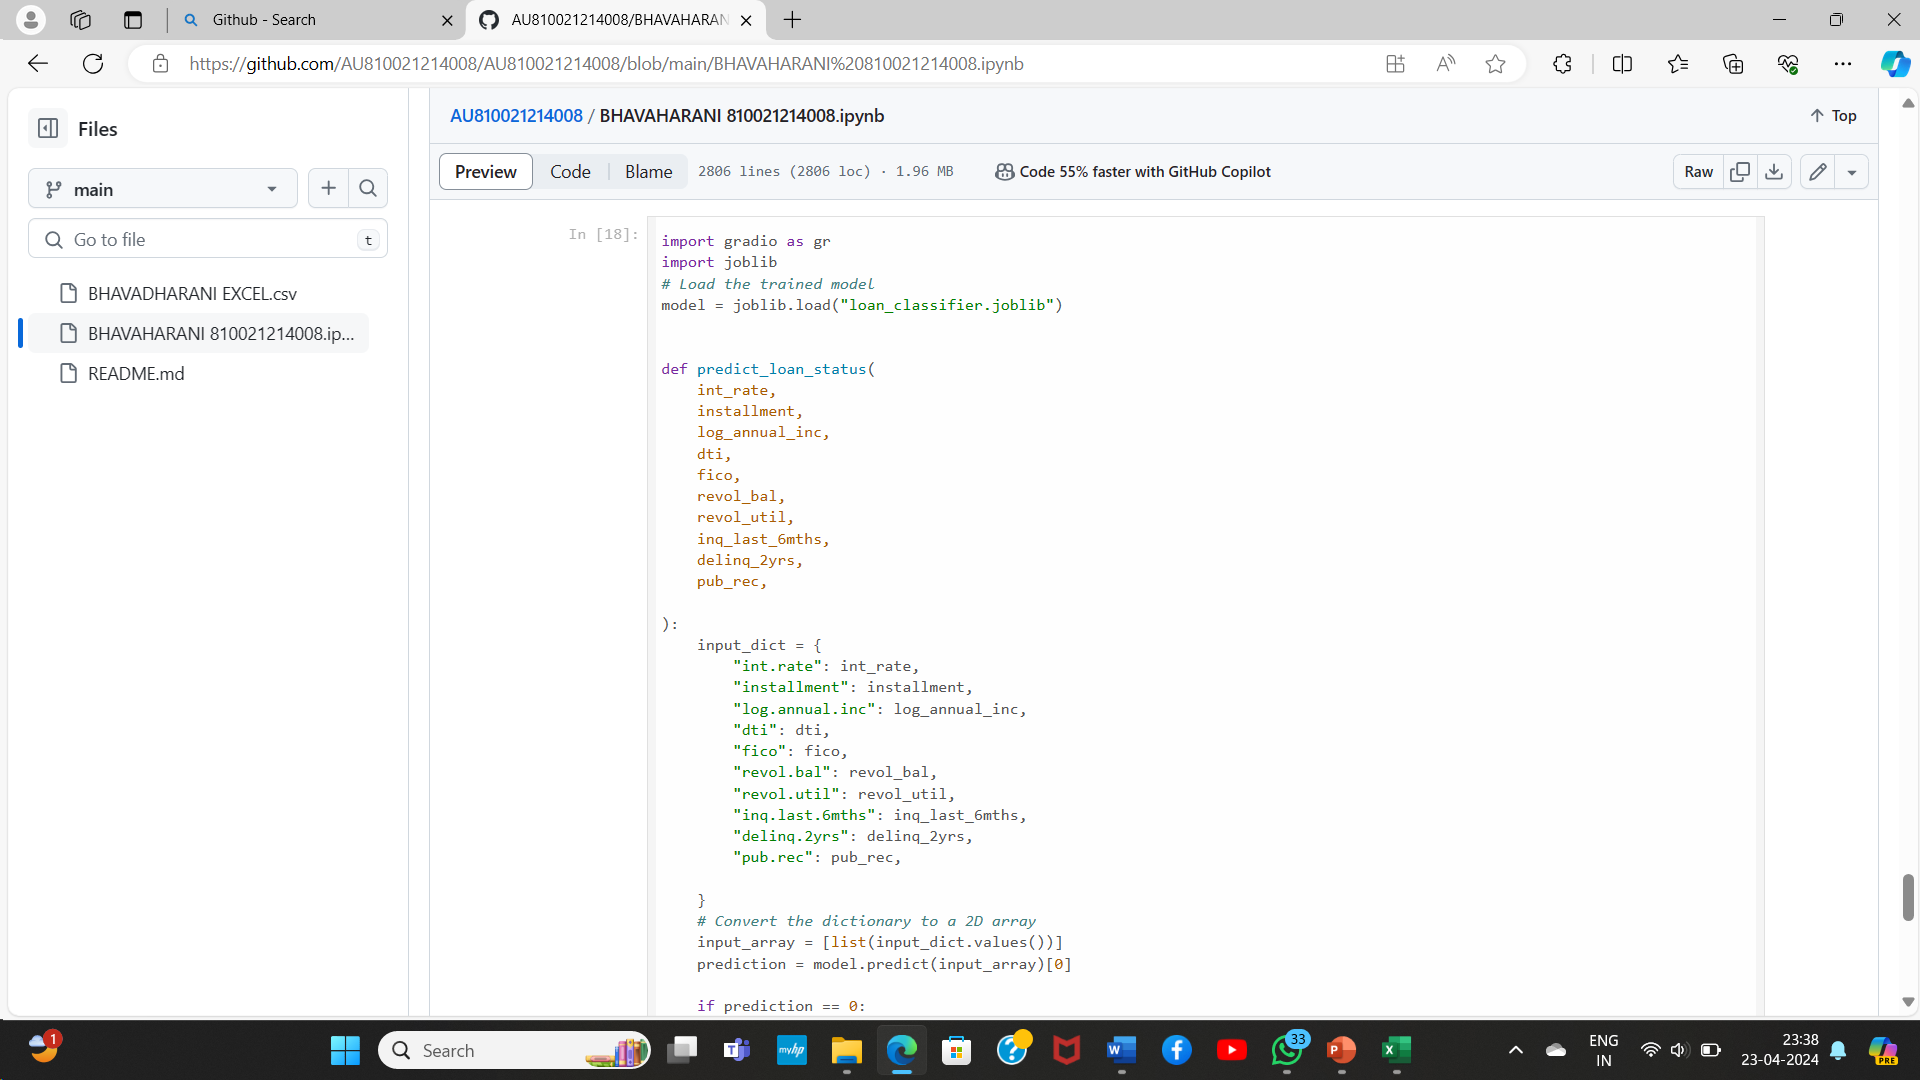 Github - Search
AU810021214008/BHAVAHARAN
https://github.com/AU810021214008/AU810021214008/blob/main/BHAVAHARANI%20810021214008.ipynb
Files
main
Go to file
t
BHAVADHARANI EXCEL.csv
BHAVAHARANI 810021214008.ip...
README.md
AU810021214008 / BHAVAHARANI 810021214008.ipynb
Top
Preview
Code
Blame
2806 lines (2806 loc) · 1.96 MB
Code 55% faster with GitHub Copilot
Raw
In [18]:
import gradio as gr
import joblib
# Load the trained model
model = joblib.load("loan_classifier.joblib")
def predict_loan_status(
int_rate,
installment,
log_annual_inc,
dti,
fico,
revol_bal,
revol_util,
inq_last_6mths,
delinq_2yrs,
pub_rec,
):
input_dict = {
"int.rate": int_rate,
"installment": installment,
"log.annual.inc": log_annual_inc,
"dti": dti,
"fico": fico,
"revol.bal": revol_bal,
"revol.util": revol_util,
"inq.last.6mths": inq_last_6mths,
"delinq.2yrs": delinq_2yrs,
"pub.rec": pub_rec,
}
# Convert the dictionary to a 2D array
input_array = [list(input_dict.values())]
prediction = model.predict(input_array)[0]
if prediction == 0:
1
Search
myhp
33
ENG
IN
23:38
23-04-2024
PRE